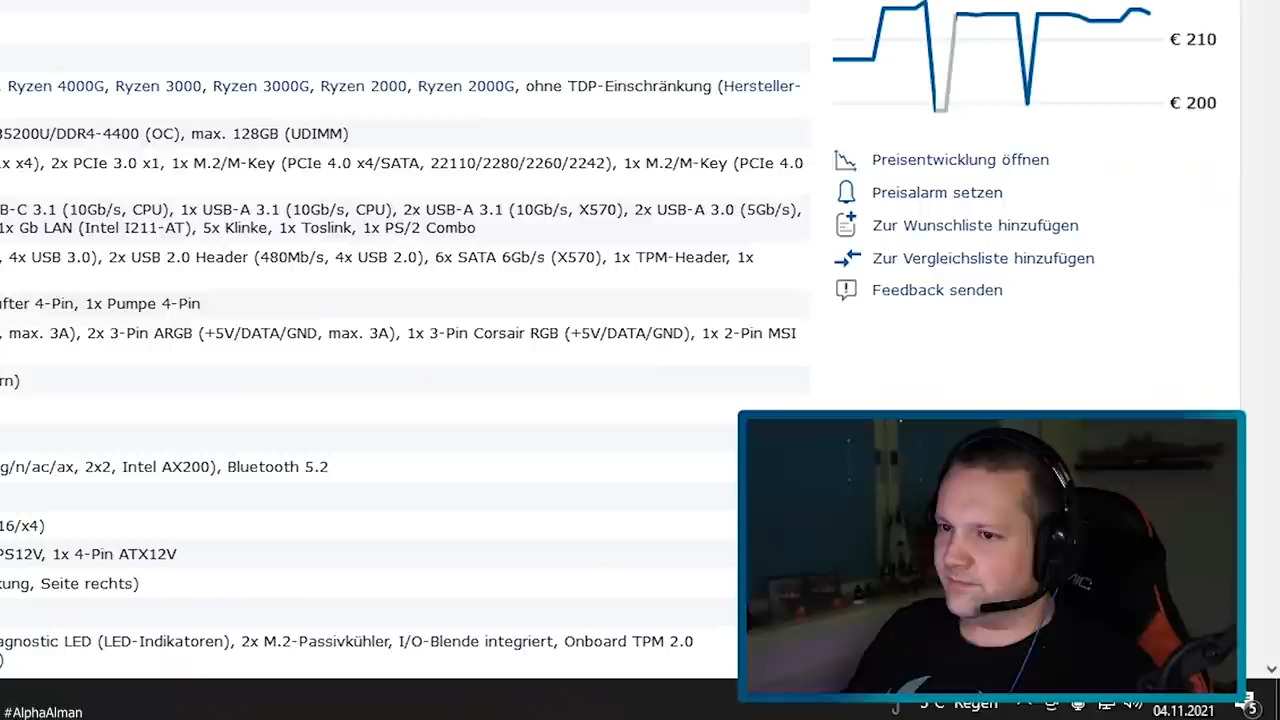 € 210
, Ryzen 4000G, Ryzen 3000, Ryzen 3000G, Ryzen 2000, Ryzen 2000G, ohne TDP-Einschränkung (Hersteller-
€ 200
35200U/DDR4-4400 (OC), max. 128GB (UDIMM)
x x4), 2x PCIe 3.0 x1, 1x M.2/M-Key (PCIe 4.0 x4/SATA, 22110/2280/2260/2242), 1x M.2/M-Key (PCIe 4.0
B-C 3.1 (10Gb/s, CPU), 1x USB-A 3.1 (10Gb/s, CPU), 2x USB-A 3.1 (10Gb/s, X570), 2x USB-A 3.0 (5Gb/s),
1x Gb LAN (Intel I211-AT), 5x Klinke, 1x Toslink, 1x PS/2 Combo
, 4x USB 3.0), 2x USB 2.0 Header (480Mb/s, 4x USB 2.0), 6x SATA 6Gb/s (X570), 1x TPM-Header, 1x
fter 4-Pin, 1x Pumpe 4-Pin
, max. 3A), 2x 3-Pin ARGB (+5V/DATA/GND, max. 3A), 1x 3-Pin Corsair RGB (+5V/DATA/GND), 1x 2-Pin MSI
rn)
g/n/ac/ax, 2x2, Intel AX200), Bluetooth 5.2
16/x4)
PS12V, 1x 4-Pin ATX12V
kung, Seite rechts)
agnostic LED (LED-Indikatoren), 2x M.2-Passivkühler, I/O-Blende integriert, Onboard TPM 2.0
)
Preisentwicklung öffnen
Preisalarm setzen
Zur Wunschliste hinzufügen
Zur Vergleichsliste hinzufügen
Feedback senden
#AlphaAlman
5°C Regen
04.11.2021
5